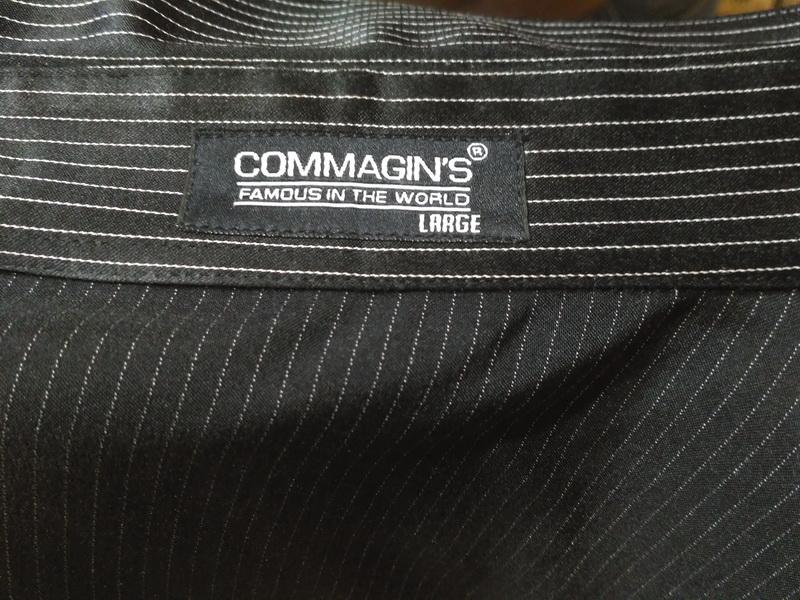 COMMAGIN'S®
FAMOUS IN THE WORLD
LARGE